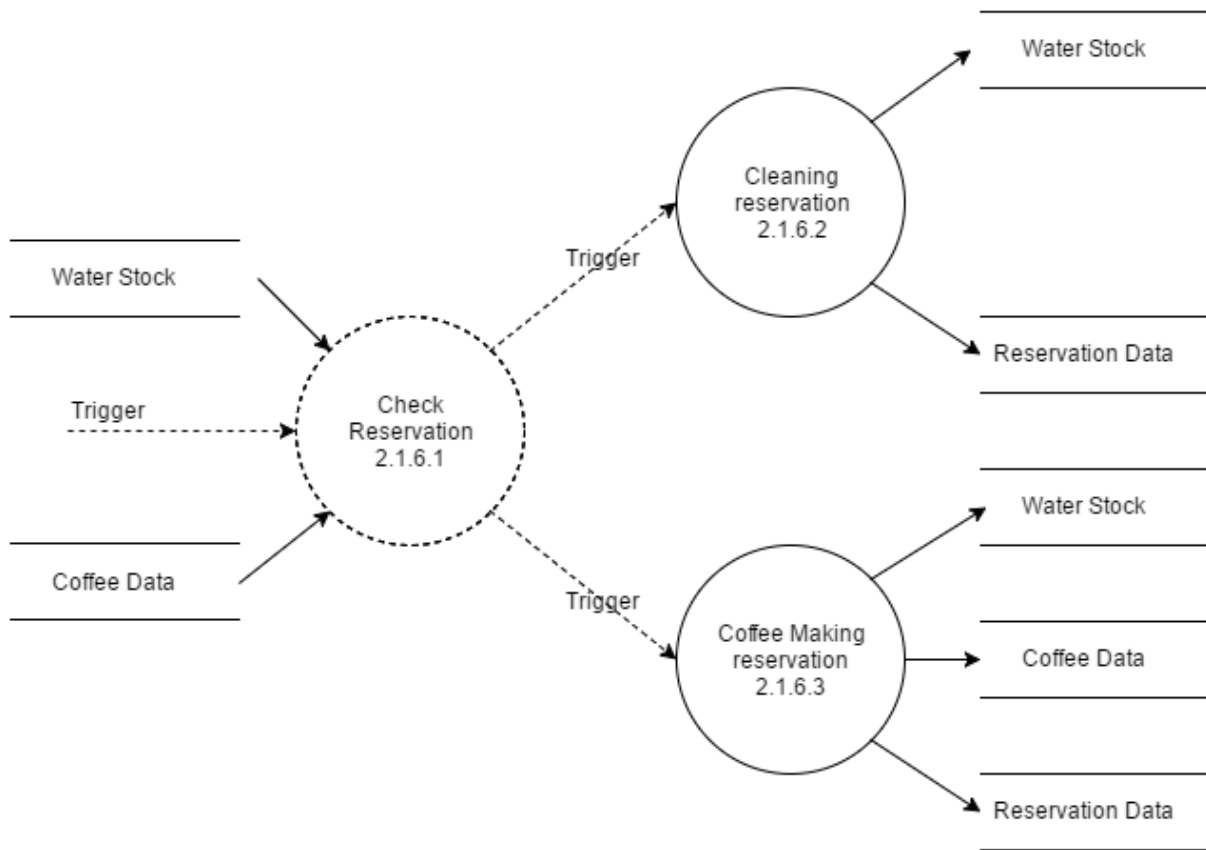 Water Stock
Cleaning
reservation
2.1.6.2
Trigger
Water Stock
Reservation Data
Trigger
Check
Reservation
2.1.6.1
Water Stock
Trigger
Coffee Data
Coffee Making
reservation
2.1.6.3
Coffee Data
Reservation Data